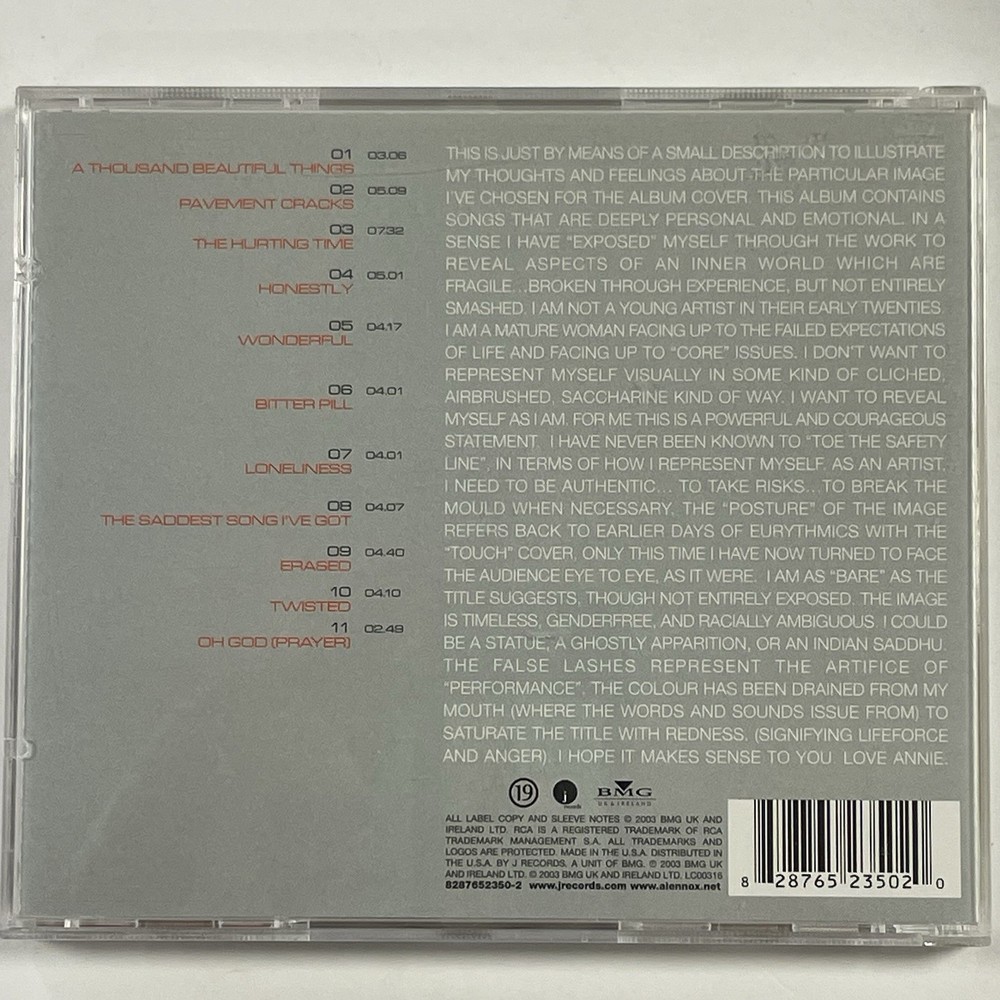 01 03.06
A THOUSAND BEAUTIFUL THINGS
02 05.09
PAVEMENT CRACKS
03 07.32
THE HURTING TIME
04 05.01
HONESTLY
05 04.17
WONDERFUL
06 04.01
BITTER PILL
07 04.01
LONELINESS
08 04.07
THE SADDEST SONG I'VE GOT
09 04.40
ERASED
10 04.10
TWISTED
11 02.49
OH GOD (PRAYER)
THIS IS JUST BY MEANS OF A SMALL DESCRIPTION TO ILLUSTRATE
MY THOUGHTS AND FEELINGS ABOUT THE PARTICULAR IMAGE
I'VE CHOSEN FOR THE ALBUM COVER. THIS ALBUM CONTAINS
SONGS THAT ARE DEEPLY PERSONAL AND EMOTIONAL. IN A
SENSE I HAVE "EXPOSED" MYSELF THROUGH THE WORK TO
REVEAL ASPECTS OF AN INNER WORLD WHICH ARE
FRAGILE...BROKEN THROUGH EXPERIENCE, BUT NOT ENTIRELY
SMASHED. I AM NOT A YOUNG ARTIST IN THEIR EARLY TWENTIES.
I AM A MATURE WOMAN FACING UP TO THE FAILED EXPECTATIONS
OF LIFE AND FACING UP TO "CORE" ISSUES. I DON'T WANT TO
REPRESENT MYSELF VISUALLY IN SOME KIND OF CLICHED,
AIRBRUSHED, SACCHARINE KIND OF WAY. I WANT TO REVEAL
MYSELF AS I AM. FOR ME THIS IS A POWERFUL AND COURAGEOUS
STATEMENT. I HAVE NEVER BEEN KNOWN TO "TOE THE SAFETY
LINE", IN TERMS OF HOW I REPRESENT MYSELF. AS AN ARTIST,
I NEED TO BE AUTHENTIC... TO TAKE RISKS...TO BREAK THE
MOULD WHEN NECESSARY. THE "POSTURE" OF THE IMAGE
REFERS BACK TO EARLIER DAYS OF EURYTHMICS WITH THE
"TOUCH" COVER, ONLY THIS TIME I HAVE NOW TURNED TO FACE
THE AUDIENCE EYE TO EYE, AS IT WERE. I AM AS "BARE" AS THE
TITLE SUGGESTS, THOUGH NOT ENTIRELY EXPOSED. THE IMAGE
IS TIMELESS, GENDERFREE, AND RACIALLY AMBIGUOUS. I COULD
BE A STATUE, A GHOSTLY APPARITION, OR AN INDIAN SADDHU.
THE FALSE LASHES REPRESENT THE ARTIFICE OF
"PERFORMANCE". THE COLOUR HAS BEEN DRAINED FROM MY
MOUTH (WHERE THE WORDS AND SOUNDS ISSUE FROM) TO
SATURATE THE TITLE WITH REDNESS. (SIGNIFYING LIFEFORCE
AND ANGER). I HOPE IT MAKES SENSE TO YOU LOVE ANNIE.
19 j records BMG
UK & IRELAND
ALL LABEL COPY AND SLEEVE NOTES © 2003 BMG UK AND
IRELAND LTD. RCA IS A REGISTERED TRADEMARK OF RCA
TRADEMARK MANAGEMENT S.A. ALL TRADEMARKS AND
LOGOS ARE PROTECTED. MADE IN THE U.S.A. DISTRIBUTED IN
THE U.S.A. BY J RECORDS, A UNIT OF BMG. ℗ 2003 BMG UK
AND IRELAND LTD. © 2003 BMG UK AND IRELAND LTD. LC00316
8287652350-2 www.jrecords.com www.alennox.net
8 28765 23502 0